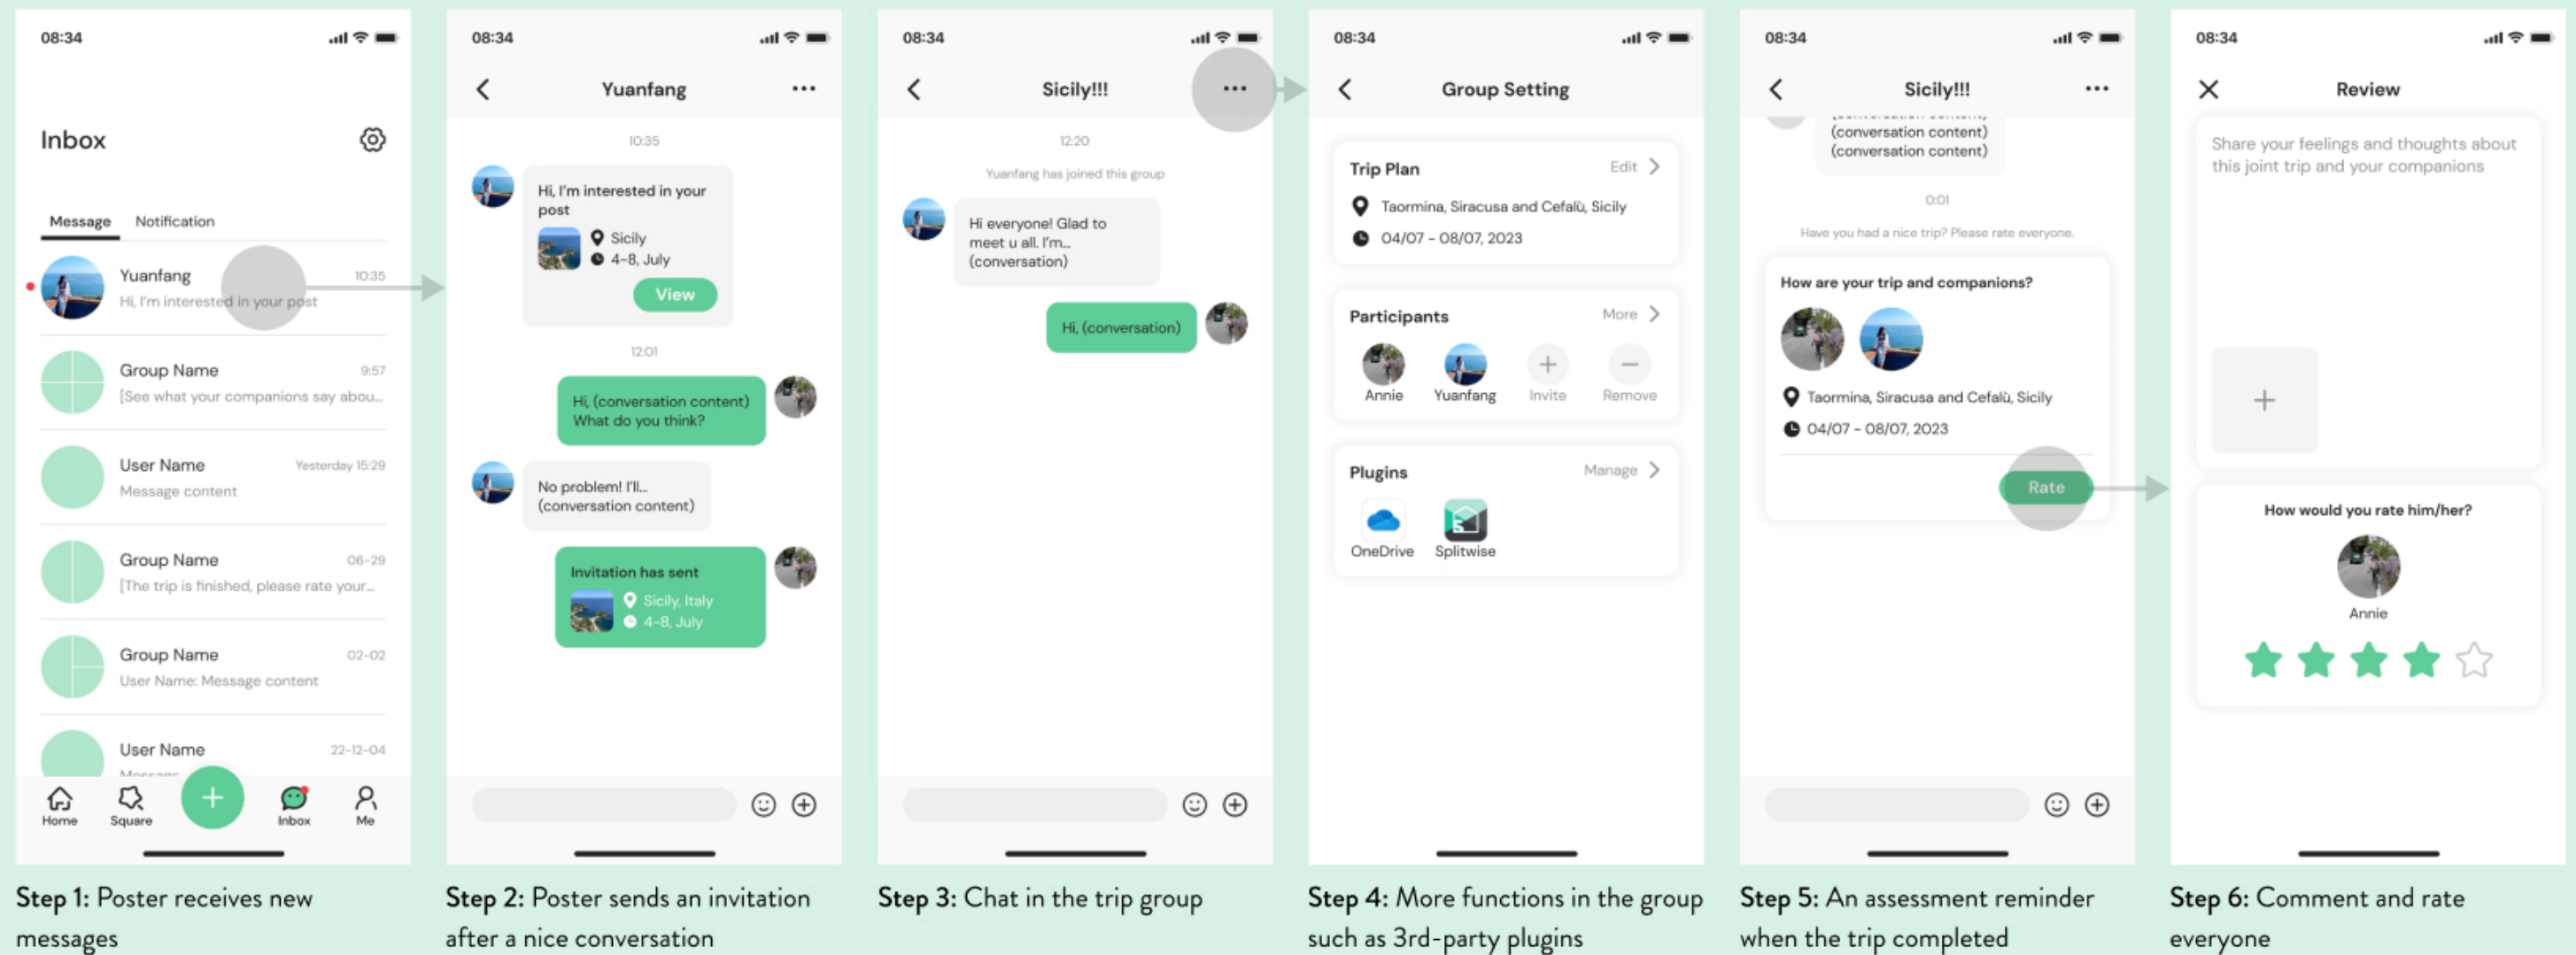 08:34
Inbox
Message Notification
Yuanfang 10:35
Hi, I'm interested in your post
Group Name 9:57
[See what your companions say abou...
User Name Yesterday 15:29
Message content
Group Name 06-29
[The trip is finished, please rate your...
Group Name 02-02
User Name: Message content
User Name 22-12-04
Message
Home Square Inbox Me
Step 1: Poster receives new
messages
08:34
Yuanfang
10:35
Hi, I'm interested in your
post
Sicily
4-8, July
View
12:01
Hi, (conversation content)
What do you think?
No problem! I'll...
(conversation content)
Invitation has sent
Sicily, Italy
4-8, July
Step 2: Poster sends an invitation
after a nice conversation
08:34
Sicily!!!
12:20
Yuanfang has joined this group
Hi everyone! Glad to
meet u all. I'm...
(conversation)
Hi, (conversation)
Step 3: Chat in the trip group
08:34
Group Setting
Trip Plan Edit
Taormina, Siracusa and Cefalù, Sicily
04/07 - 08/07, 2023
Participants More
Annie Yuanfang Invite Remove
Plugins Manage
OneDrive Splitwise
Step 4: More functions in the group
such as 3rd-party plugins
08:34
Sicily!!!
(conversation content)
(conversation content)
0:01
Have you had a nice trip? Please rate everyone.
How are your trip and companions?
Taormina, Siracusa and Cefalù, Sicily
04/07 - 08/07, 2023
Rate
Step 5: An assessment reminder
when the trip completed
08:34
Review
Share your feelings and thoughts about
this joint trip and your companions
How would you rate him/her?
Annie
Step 6: Comment and rate
everyone